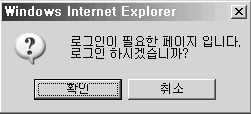 Windows Internet Explorer
로그인이 필요한 페이지 입니다.
로그인 하시겠습니까?
확인
취소